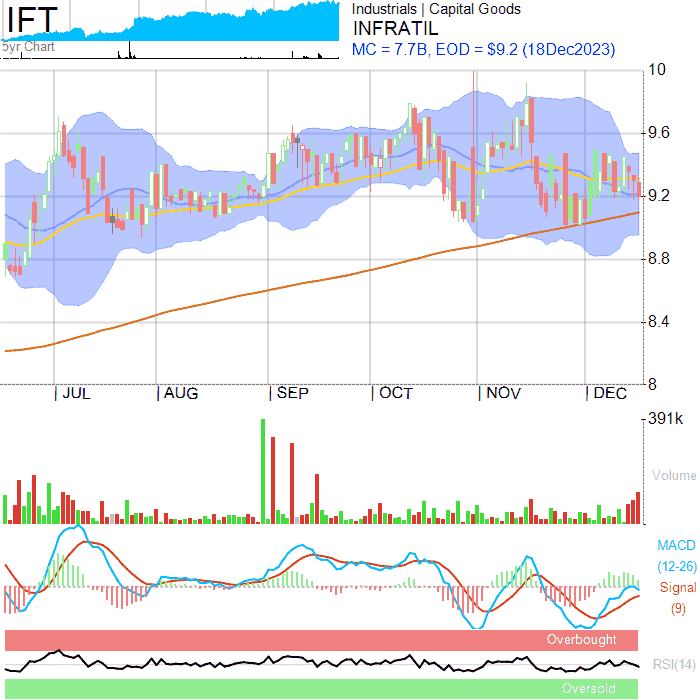 IFT
5yr Chart
Industrials | Capital Goods
INFRATIL
MC = 7.7B, EOD = $9.2 (18Dec2023)
10
9.6
9.2
8.8
8.4
8
| JUL | AUG | SEP | OCT | NOV | DEC
391k
Volume
MACD
(12-26)
Signal
(9)
Overbought
RSI(14)
Oversold